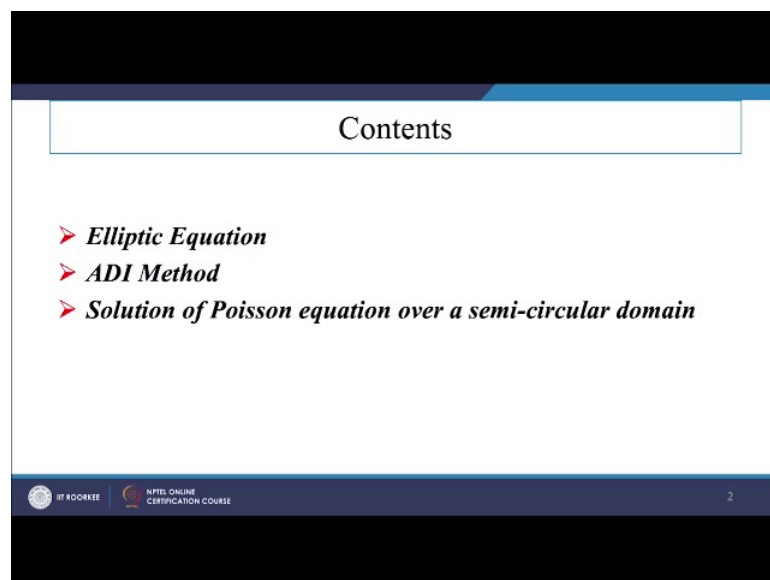 Contents
Elliptic Equation
ADI Method
Solution of Poisson equation over a semi-circular domain
IIT ROORKEE
NPTEL ONLINE
CERTIFICATION COURSE
2